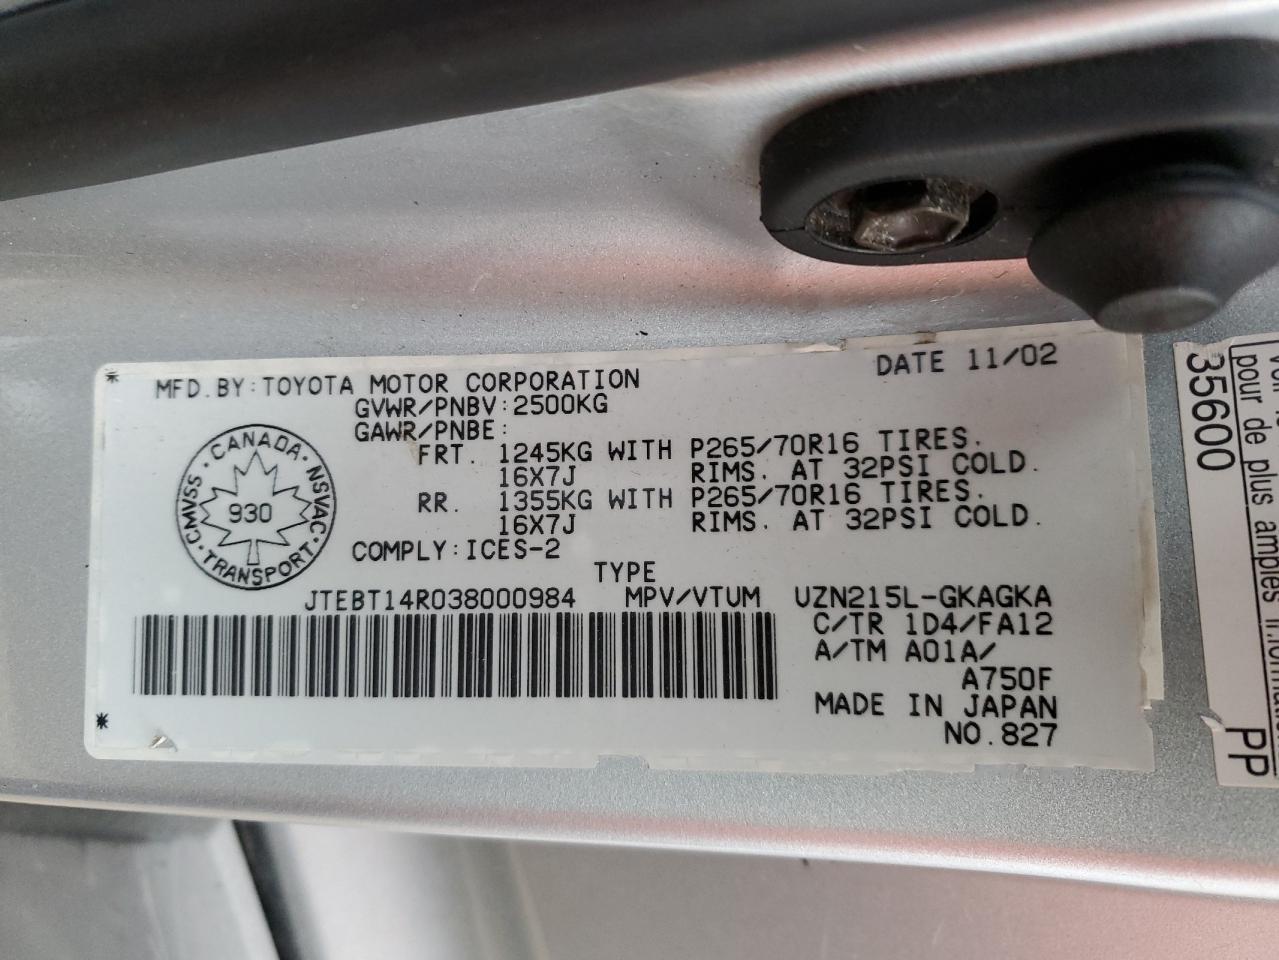 * MFD.BY:TOYOTA MOTOR CORPORATION DATE 11/02
GVWR/PNBV:2500KG
GAWR/PNBE:
FRT. 1245KG WITH P265/70R16 TIRES.
16X7J RIMS. AT 32PSI COLD.
RR. 1355KG WITH P265/70R16 TIRES.
16X7J RIMS. AT 32PSI COLD.
COMPLY:ICES-2
CANADA · NSVAC · TRANSPORT · CMVSS ·
930
TYPE
JTEBT14R038000984 MPV/VTUM UZN215L-GKAGKA
C/TR 1D4/FA12
A/TM A01A/
A750F
MADE IN JAPAN
* NO.827
pour de plus amples
35600
PP